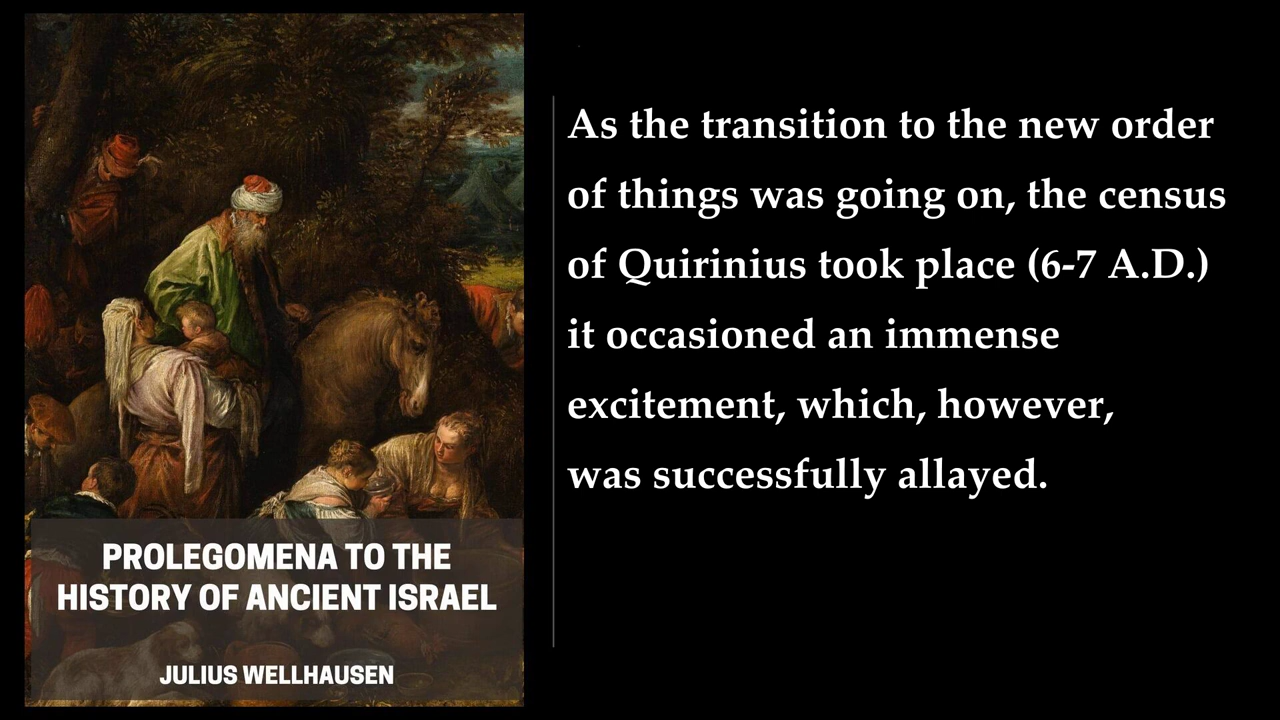 As the transition to the new order
of things was going on, the census
of Quirinius took place (6-7 A.D.)
it occasioned an immense
excitement, which, however,
was successfully allayed.
PROLEGOMENA TO THE
HISTORY OF ANCIENT ISRAEL
JULIUS WELLHAUSEN